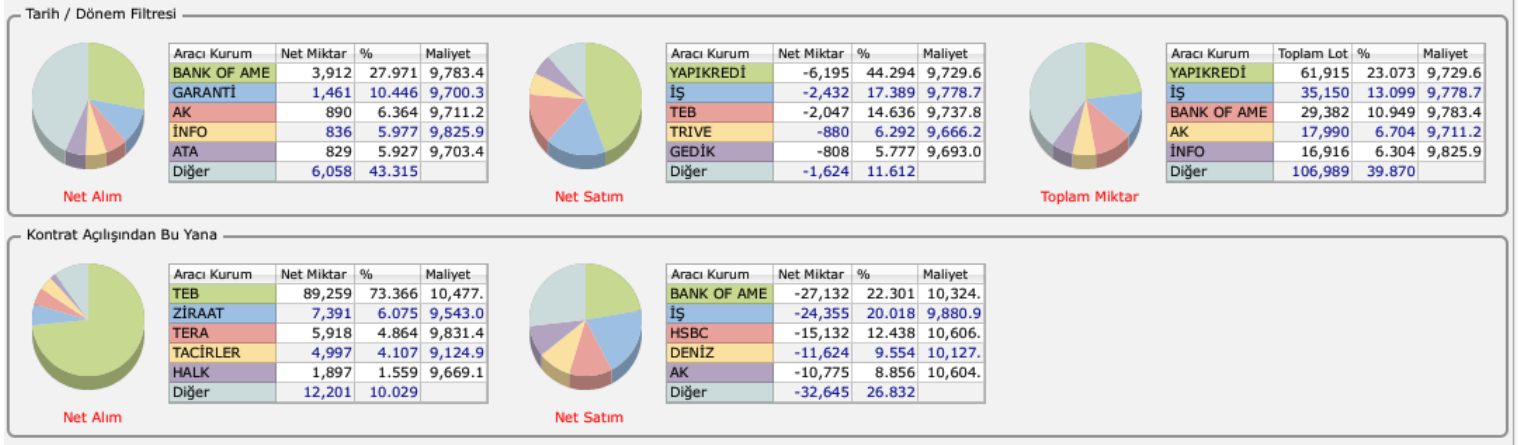 Tarih / Dönem Filtresi
Aracı Kurum Net Miktar % Maliyet
BANK OF AME 3,912 27.971 9,783.4
GARANTİ 1,461 10.446 9,700.3
AK 890 6.364 9,711.2
İNFO 836 5.977 9,825.9
ATA 829 5.927 9,703.4
Diğer 6,058 43.315
Net Alım
Aracı Kurum Net Miktar % Maliyet
YAPIKREDİ -6,195 44.294 9,729.6
İŞ -2,432 17.389 9,778.7
TEB -2,047 14.636 9,737.8
TRIVE -880 6.292 9,666.2
GEDİK -808 5.777 9,693.0
Diğer -1,624 11.612
Net Satım
Aracı Kurum Toplam Lot % Maliyet
YAPIKREDİ 61,915 23.073 9,729.6
İŞ 35,150 13.099 9,778.7
BANK OF AME 29,382 10.949 9,783.4
AK 17,990 6.704 9,711.2
İNFO 16,916 6.304 9,825.9
Diğer 106,989 39.870
Toplam Miktar
Kontrat Açılışından Bu Yana
Aracı Kurum Net Miktar % Maliyet
TEB 89,259 73.366 10,477.
ZİRAAT 7,391 6.075 9,543.0
TERA 5,918 4.864 9,831.4
TACİRLER 4,997 4.107 9,124.9
HALK 1,897 1.559 9,669.1
Diğer 12,201 10.029
Net Alım
Aracı Kurum Net Miktar % Maliyet
BANK OF AME -27,132 22.301 10,324.
İŞ -24,355 20.018 9,880.9
HSBC -15,132 12.438 10,606.
DENİZ -11,624 9.554 10,127.
AK -10,775 8.856 10,604.
Diğer -32,645 26.832
Net Satım